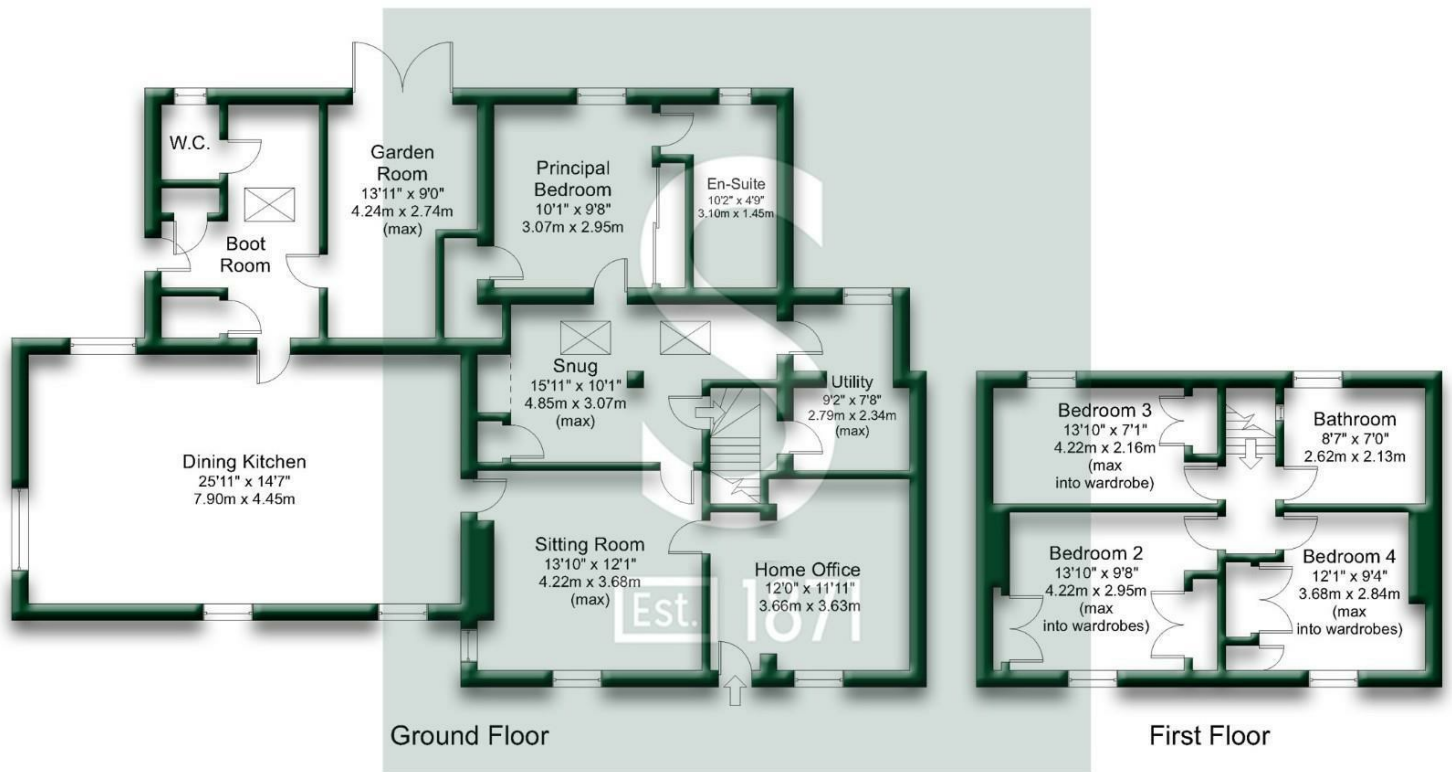 W.C.
Boot
Room
Garden
Room
13'11" x 9'0"
4.24m x 2.74m
(max)
Principal
Bedroom
10'1" x 9'8"
3.07m x 2.95m
En-Suite
10'2" x 4'9"
3.10m x 1.45m
Snug
15'11" x 10'1"
4.85m x 3.07m
(max)
Utility
9'2" x 7'8"
2.79m x 2.34m
(max)
Dining Kitchen
25'11" x 14'7"
7.90m x 4.45m
Sitting Room
13'10" x 12'1"
4.22m x 3.68m
(max)
Home Office
12'0" x 11'11"
3.66m x 3.63m
S
Est. 1871
Ground Floor
Bedroom 3
13'10" x 7'1"
4.22m x 2.16m
(max
into wardrobe)
Bathroom
8'7" x 7'0"
2.62m x 2.13m
Bedroom 2
13'10" x 9'8"
4.22m x 2.95m
(max
into wardrobes)
Bedroom 4
12'1" x 9'4"
3.68m x 2.84m
(max
into wardrobes)
First Floor